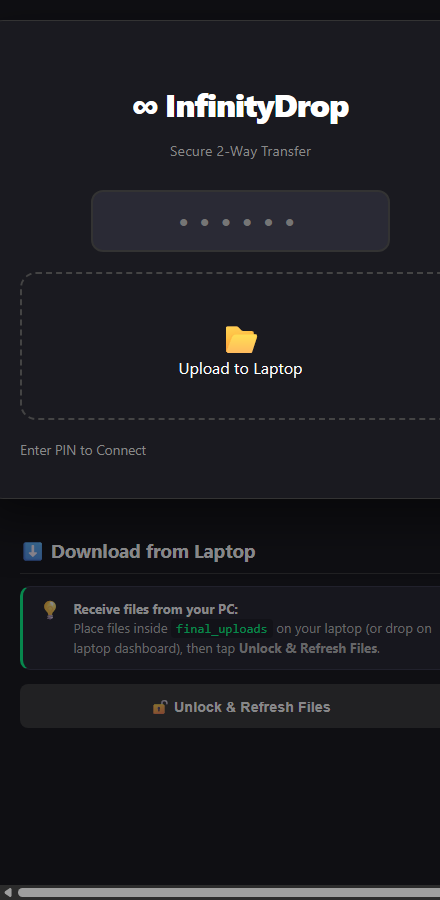 ∞ InfinityDrop
Secure 2-Way Transfer
Upload to Laptop
Enter PIN to Connect
Download from Laptop
Receive files from your PC:
Place files inside final_uploads on your laptop (or drop on
laptop dashboard), then tap Unlock & Refresh Files.
Unlock & Refresh Files